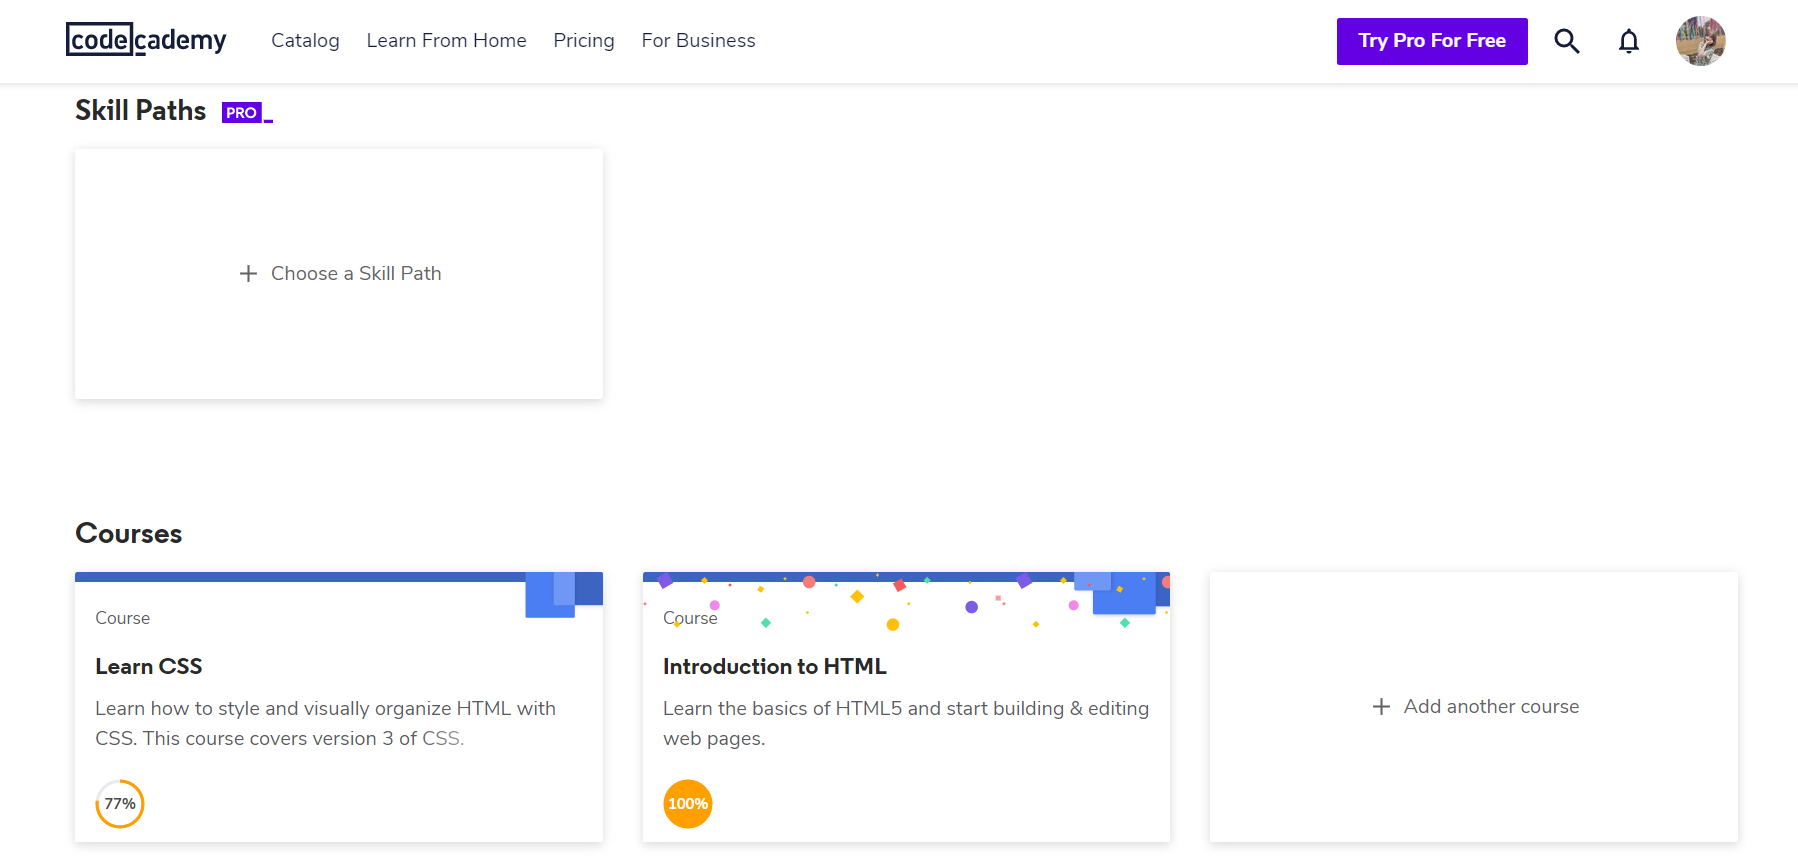 codecademy Catalog Learn From Home Pricing For Business Try Pro For Free
Skill Paths PRO_
+ Choose a Skill Path
Courses
Course
Learn CSS
Learn how to style and visually organize HTML with
CSS. This course covers version 3 of CSS.
77%
Course
Introduction to HTML
Learn the basics of HTML5 and start building & editing
web pages.
100%
+ Add another course